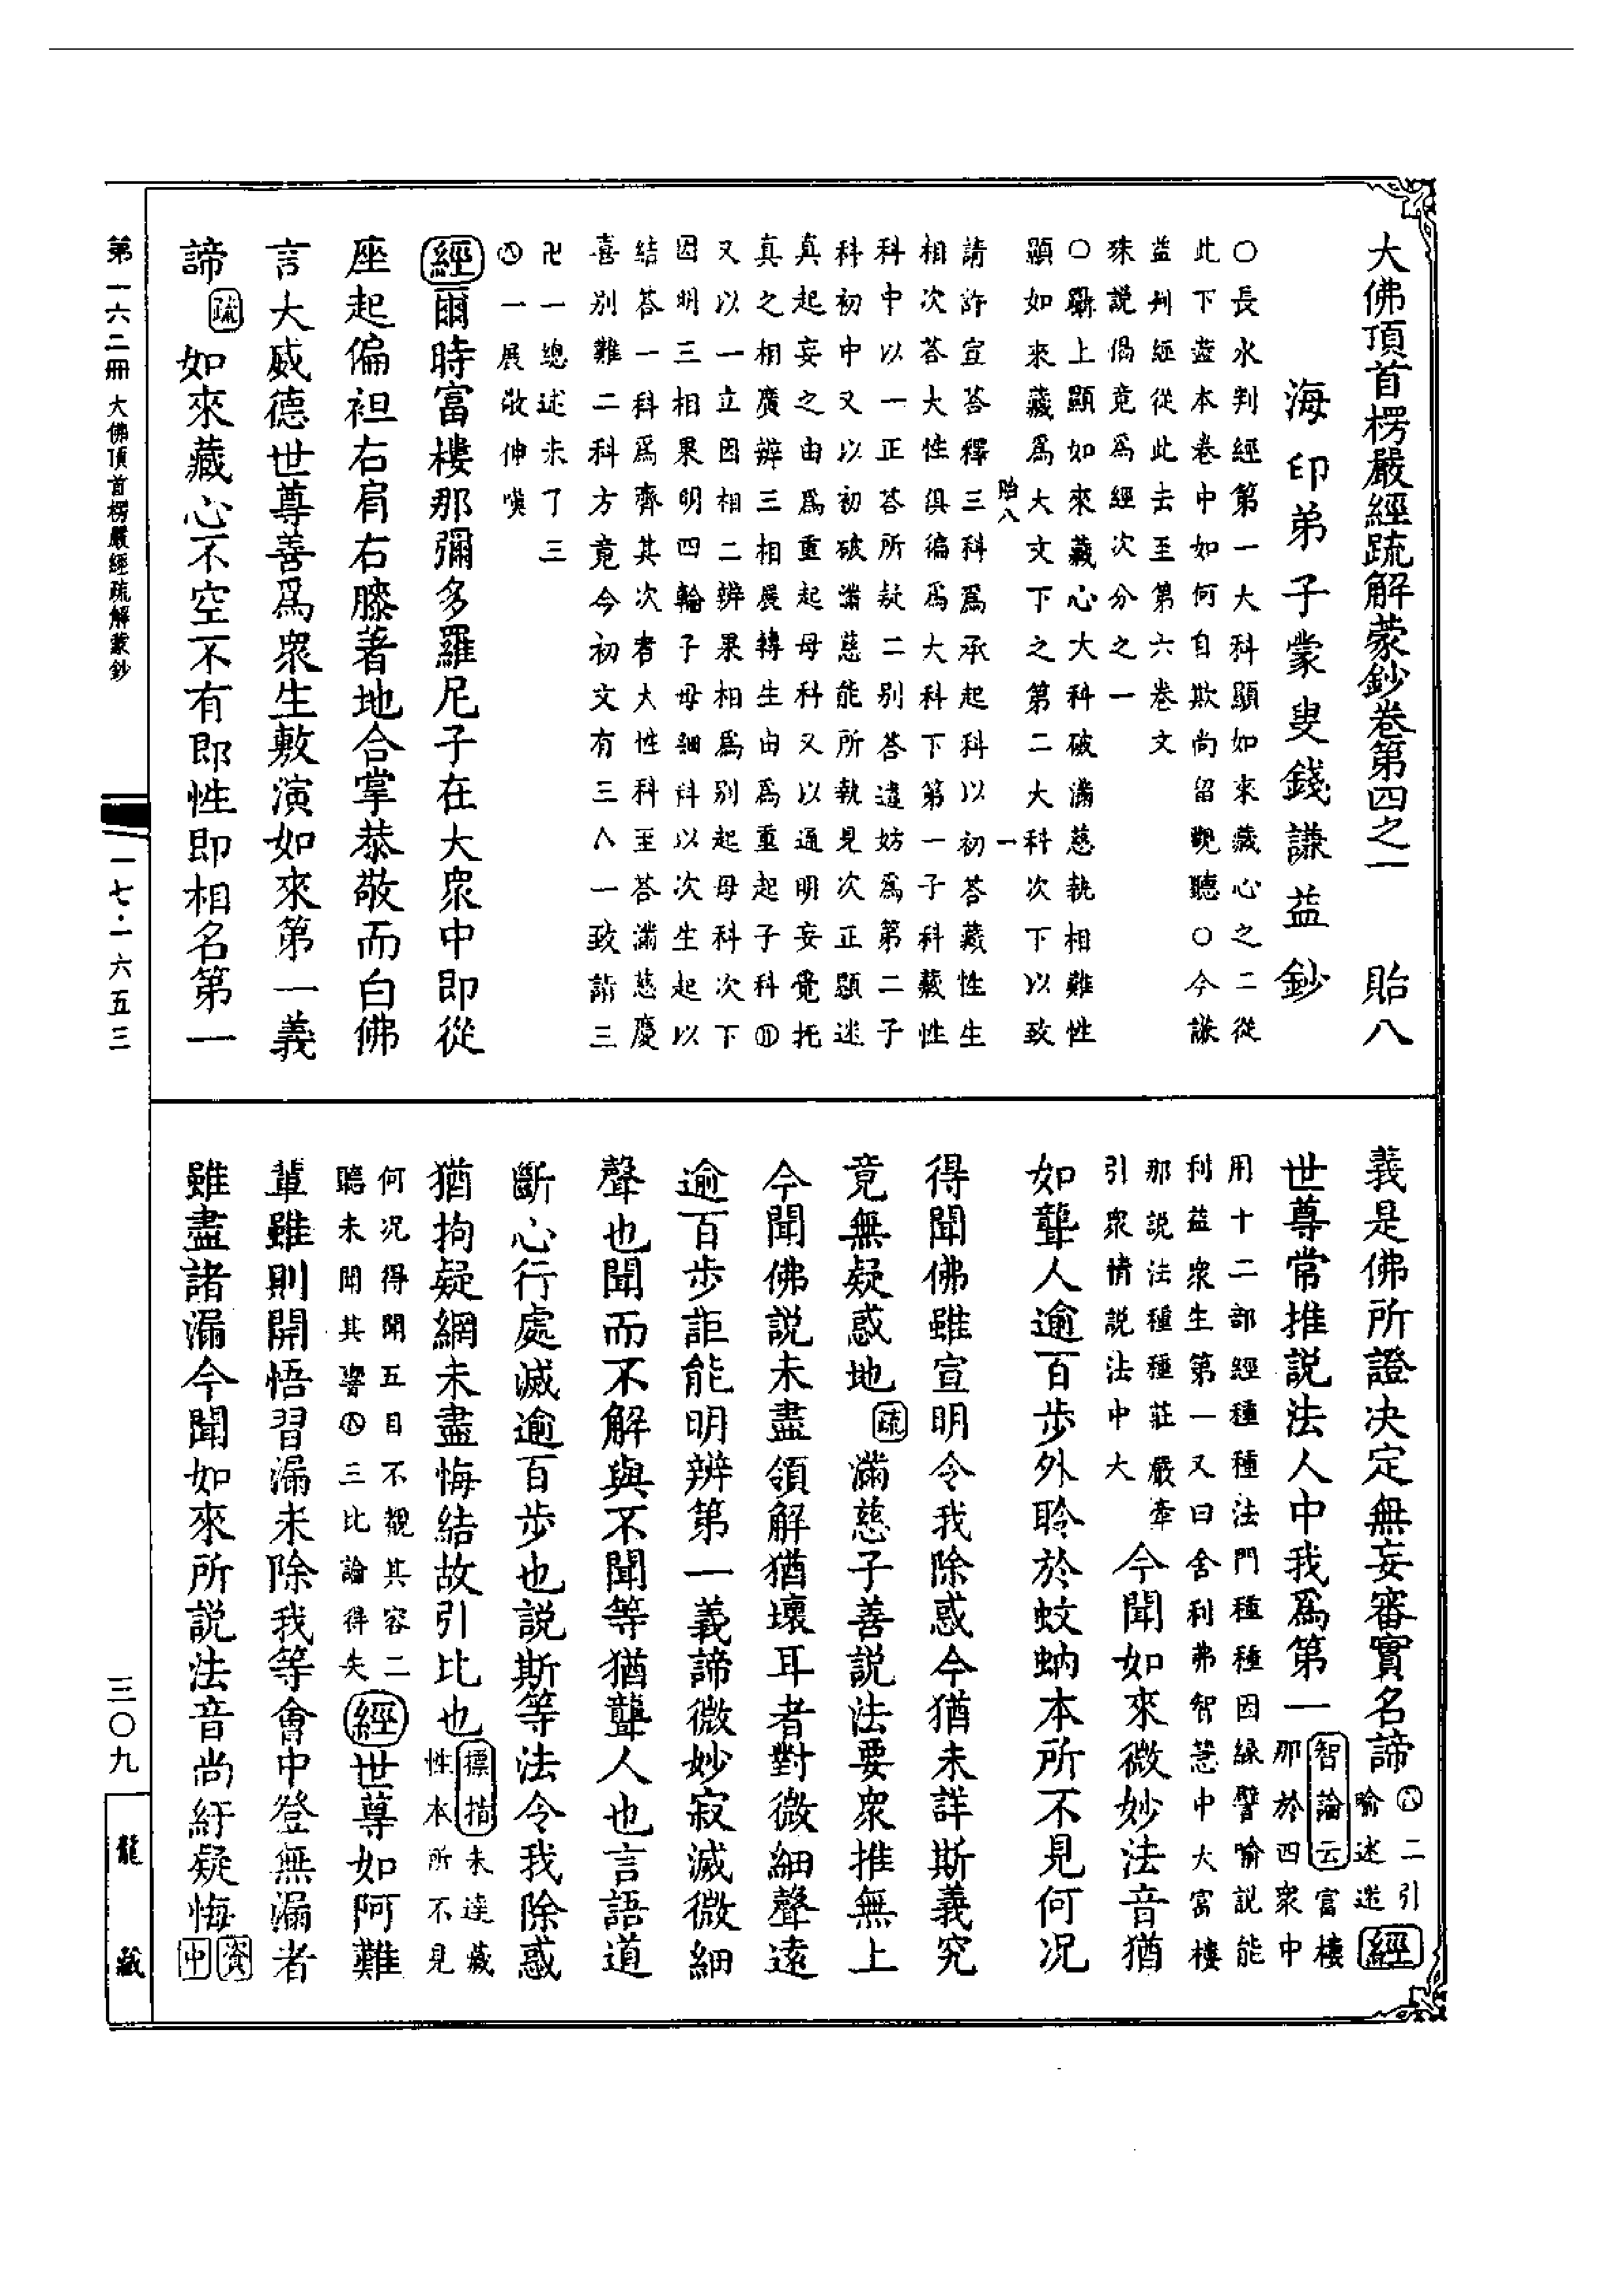 大佛頂首楞嚴經疏解蒙鈔卷第四之一　貽八
海印弟子蒙叟錢謙益鈔
○長水判經第一大科顯如來藏心之二從
此下盡本卷中如何自欺尚留觀聽○今謙
益判經從此去至第六卷文
殊說偈竟為經次分之一
○躡上顯如來藏心大科破滿慈執相難性
顯如來藏為大文下之第二大科次下以致
貽八　一
請許宣答釋三科為承起科以初答藏性生
相次答大性俱徧為大科下第一子科藏性
科中以一正答所疑二別答遣妨為第二子
科初中又以初破滿慈能所執見次正顯迷
真起妄之由為重起母科又以通明妄覺托
真之相廣辨三相展轉生由為重起子科㊂
又以一立因相二辨果相為別起母科次下
因明三相果明四輪子母細科以次生起以
結答一科為齊其次者大性科至答滿慈慶
喜別難二科方竟今初文有三𠆢一致請三
卍一總述未了三
㊇一展敬伸嘆
經爾時富樓那彌多羅尼子在大衆中即從
座起偏袒右肩右膝著地合掌恭敬而白佛
言大威德世尊善為衆生敷演如來第一義
諦疏如來藏心不空不有即性即相名第一
第一六二冊　大佛頂首楞嚴經疏解蒙鈔
一七·一六五三
義是佛所證決定無妄審實名諦㊇二引喻述迷經
世尊常推說法人中我為第一智論云富樓那於四衆中
用十二部經種種法門種種因緣譬喻說能
利益衆生第一又曰舍利弗智慧中大富樓
那說法種種莊嚴牽
引衆情說法中大
今聞如來微妙法音猶
如聾人逾百步外聆於蚊蚋本所不見何況
得聞佛雖宣明令我除惑今猶未詳斯義究
竟無疑惑地疏滿慈子善說法要衆推無上
今聞佛說未盡領解猶壞耳者對微細聲遠
逾百步詎能明辨第一義諦微妙寂滅微細
聲也聞而不解與不聞等猶聾人也言語道
斷心行處滅逾百步也說斯等法令我除惑
猶拘疑網未盡悔結故引比也標指未達藏性本所不見
何況得聞五目不覩其容二
聽未聞其響㊇三比論得失
經世尊如阿難
輩雖則開悟習漏未除我等會中登無漏者
雖盡諸漏今聞如來所說法音尚紆疑悔資中
三〇九
龍藏